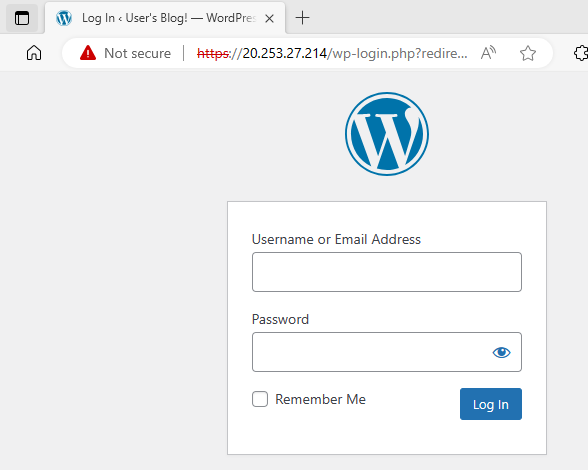 Log In ‹ User's Blog! — WordPres
Not secure https://20.253.27.214/wp-login.php?redire...
Username or Email Address
Password
Remember Me
Log In